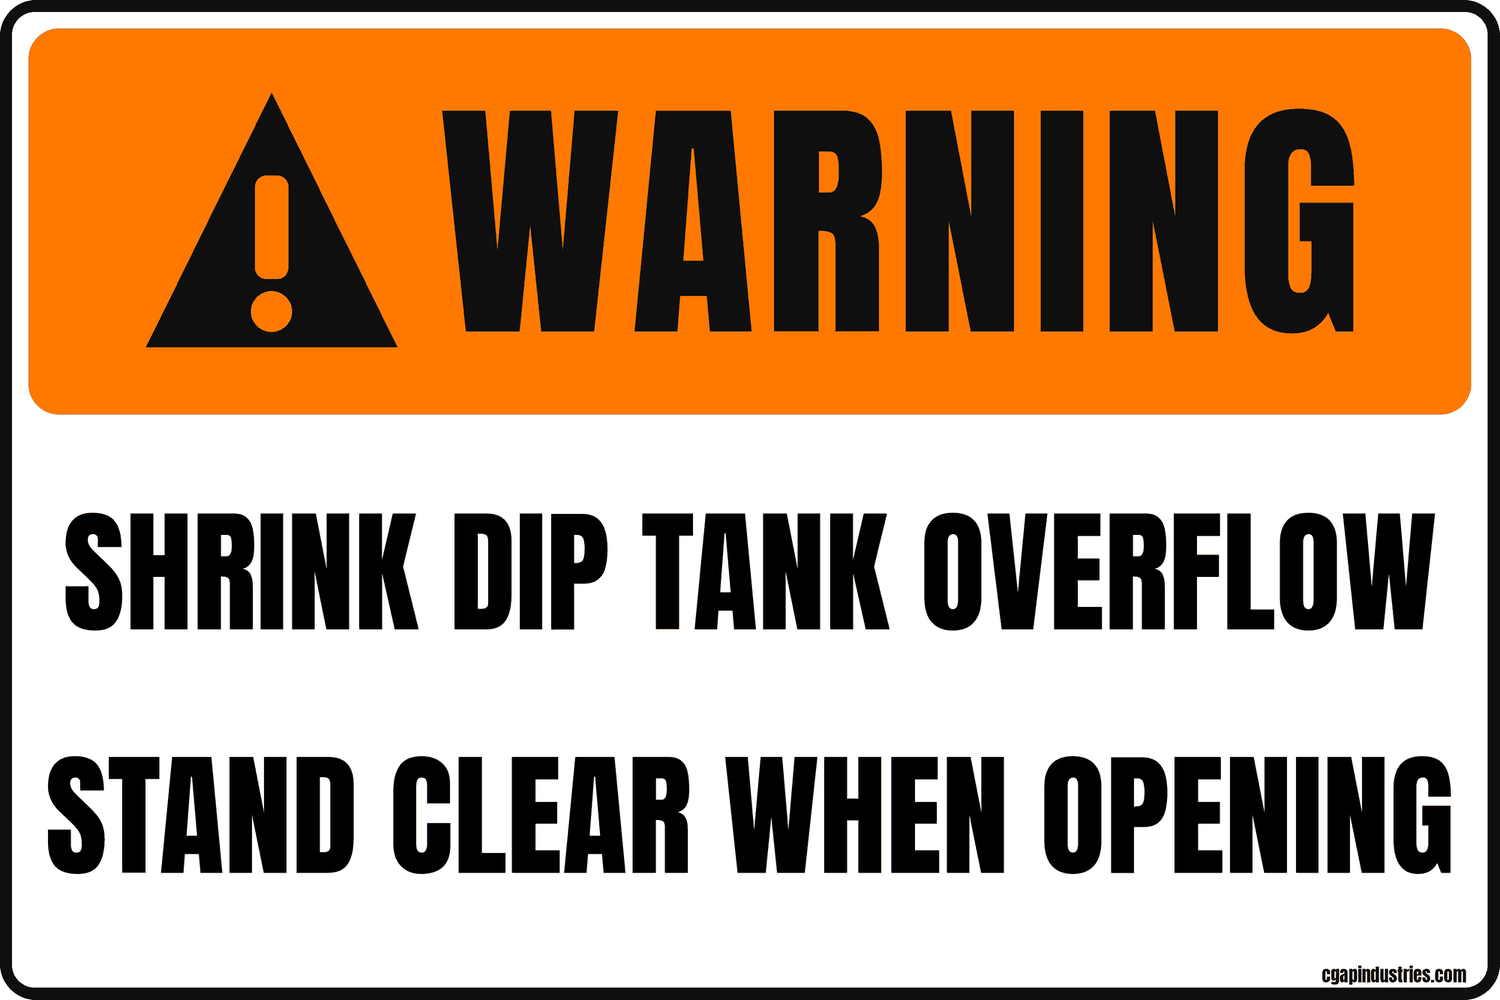 WARNING
SHRINK DIP TANK OVERFLOW
STAND CLEAR WHEN OPENING
cgapindustries.com